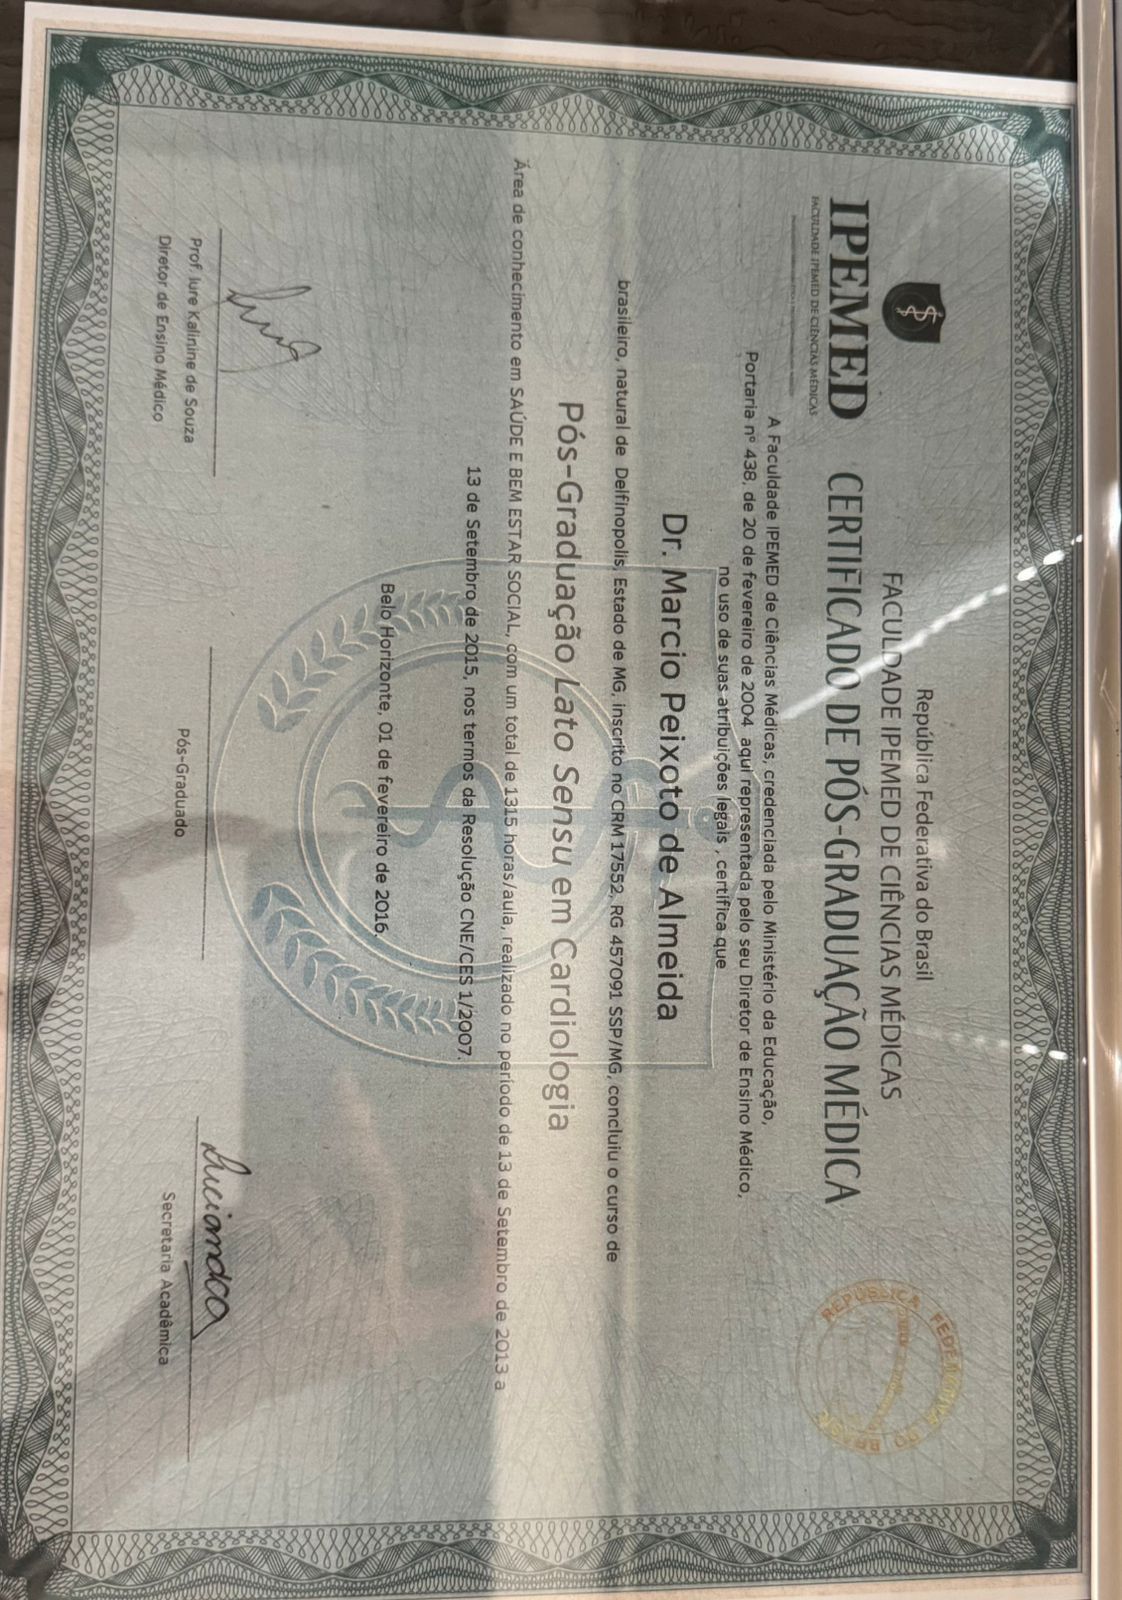 IPEMED
FACULDADE IPEMED DE CIÊNCIAS MÉDICAS
República Federativa do Brasil
FACULDADE IPEMED DE CIÊNCIAS MÉDICAS
CERTIFICADO DE PÓS-GRADUAÇÃO MÉDICA
REPÚBLICA FEDERATIVA DO BRASIL
A Faculdade IPEMED de Ciências Médicas, credenciada pelo Ministério da Educação,
Portaria nº 438, de 20 de fevereiro de 2004, aqui representada pelo seu Diretor de Ensino Médico,
no uso de suas atribuições legais , certifica que
Dr. Marcio Peixoto de Almeida
brasileiro, natural de Delfinopolis, Estado de MG, inscrito no CRM 17552, RG 457091 SSP/MG, concluiu o curso de
Pós-Graduação Lato Sensu em Cardiologia
Área de conhecimento em SAÚDE E BEM ESTAR SOCIAL, com um total de 1315 horas/aula, realizado no período de 13 de Setembro de 2013 a
13 de Setembro de 2015, nos termos da Resolução CNE/CES 1/2007.
Belo Horizonte, 01 de fevereiro de 2016.
Prof. Iure Kalinine de Souza
Diretor de Ensino Médico
Pós-Graduado
Secretaria Acadêmica